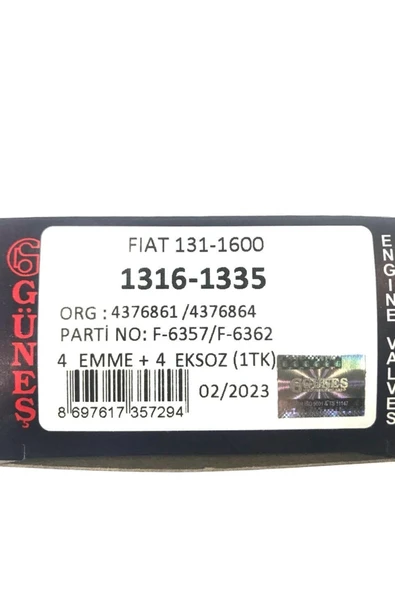 GÜNEŞ
FIAT 131-1600
1316-1335
ORG : 4376861 /4376864
PARTİ NO: F-6357/F-6362
4 EMME + 4 EKSOZ (1TK)
02/2023
GÜNEŞ
8 697617 357294
ENGINE VALVES